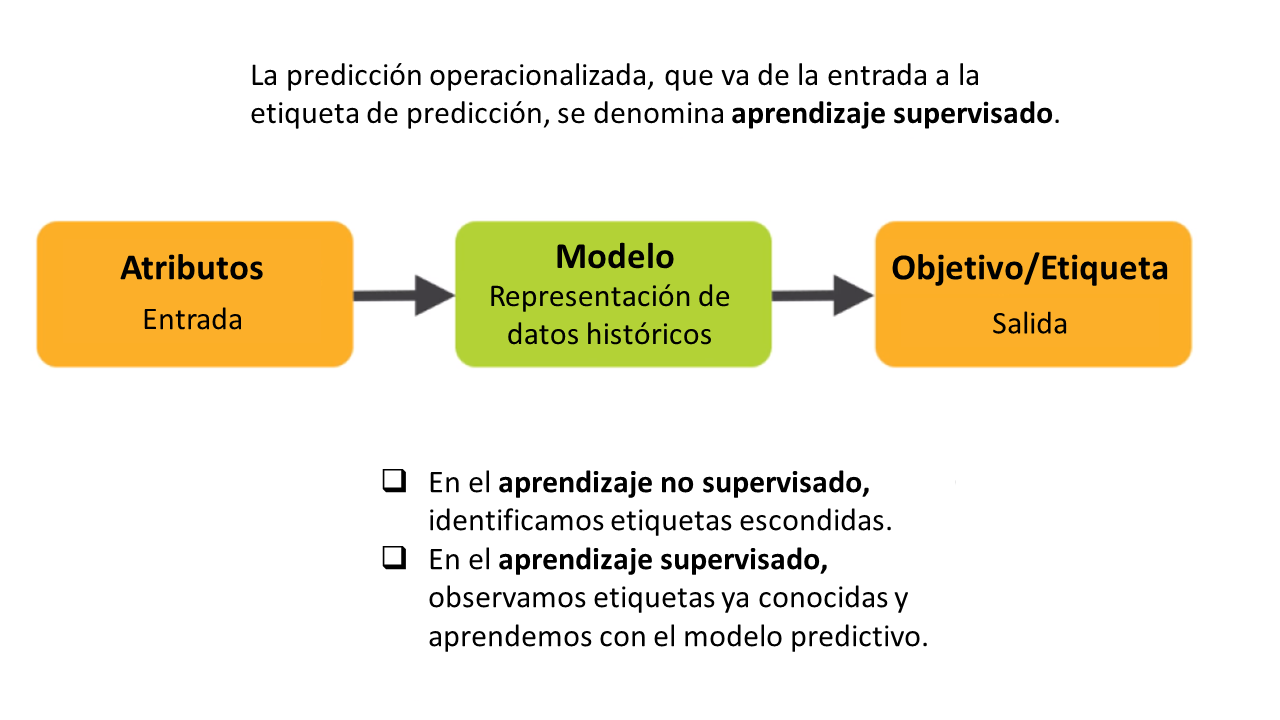 La predicción operacionalizada, que va de la entrada a la
etiqueta de predicción, se denomina aprendizaje supervisado.
Atributos
Entrada
Modelo
Representación de
datos históricos
Objetivo/Etiqueta
Salida
❑ En el aprendizaje no supervisado,
identificamos etiquetas escondidas.
❑ En el aprendizaje supervisado,
observamos etiquetas ya conocidas y
aprendemos con el modelo predictivo.